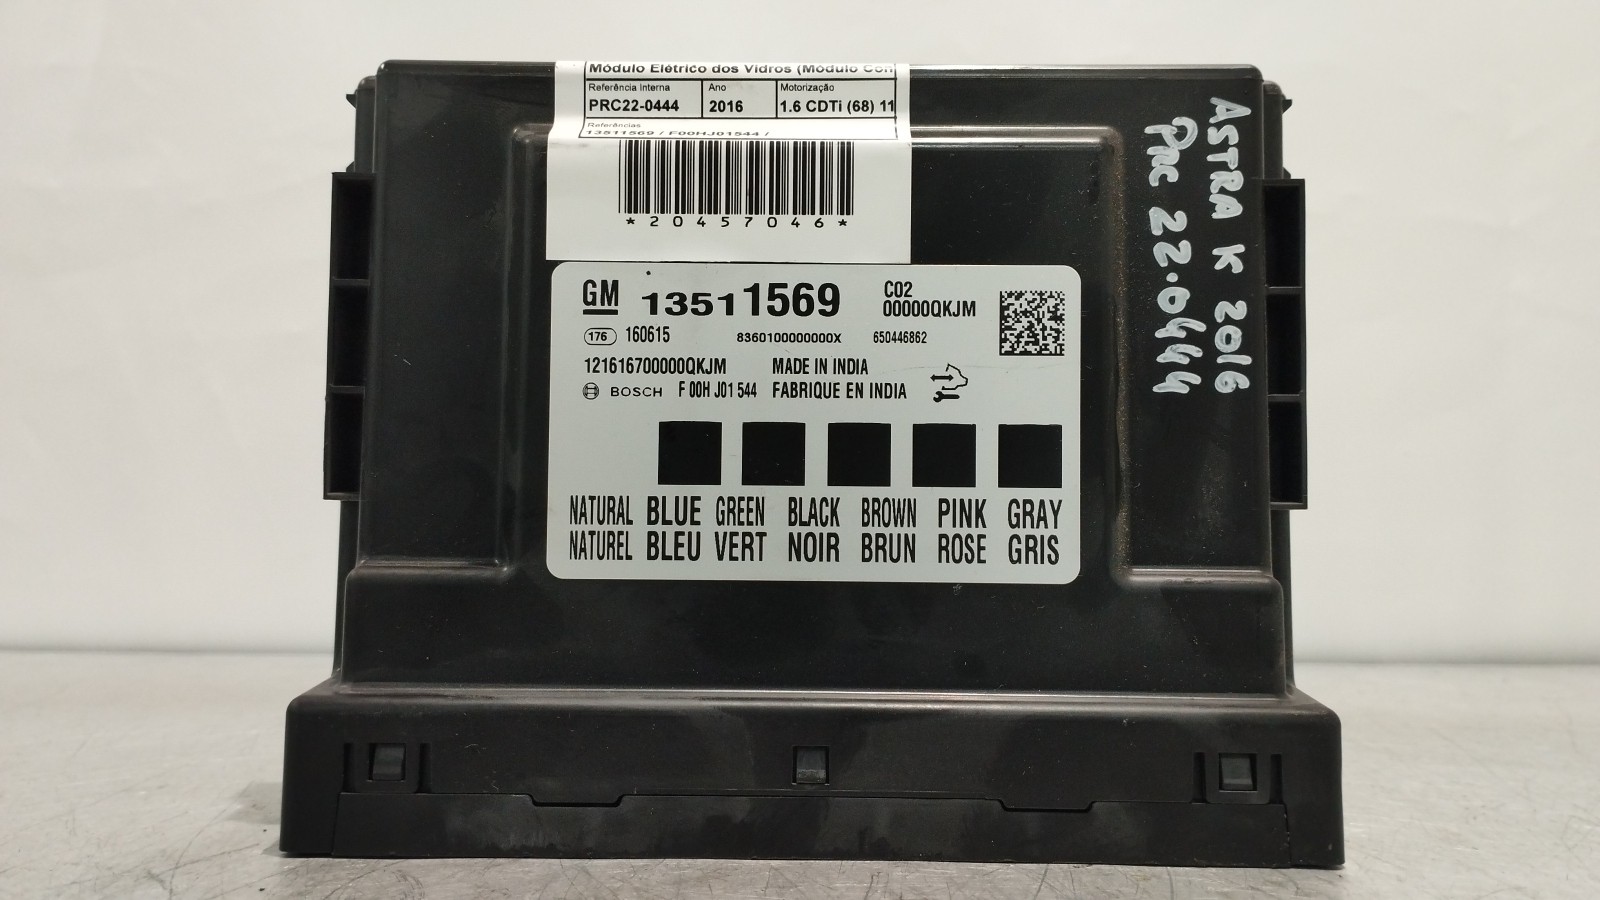 Módulo Elétrico dos Vidros (Módulo Con
Referência Interna Ano Motorização
PRC22-0444 2016 1.6 CDTi (68) 11
Referências
13511569 / F00HJ01544 /
*20457046*
GM 13511569 C02
00000QKJM
176 160615 8360100000000X 650446862
121616700000QKJM MADE IN INDIA
BOSCH F 00H J01 544 FABRIQUE EN INDIA
NATURAL BLUE GREEN BLACK BROWN PINK GRAY
NATUREL BLEU VERT NOIR BRUN ROSE GRIS
ASTRA K 2016
PRC 22.0444